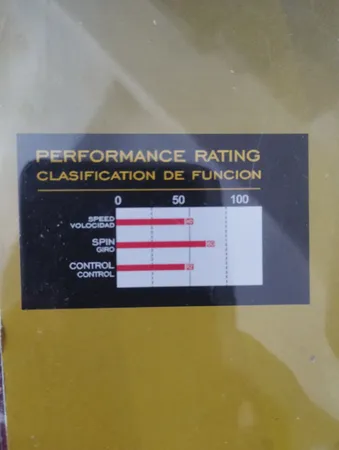 PERFORMANCE RATING
CLASIFICATION DE FUNCION
0 50 100
SPEED
VOLOCIDAD
SPIN
GIRO
CONTROL
CONTROL